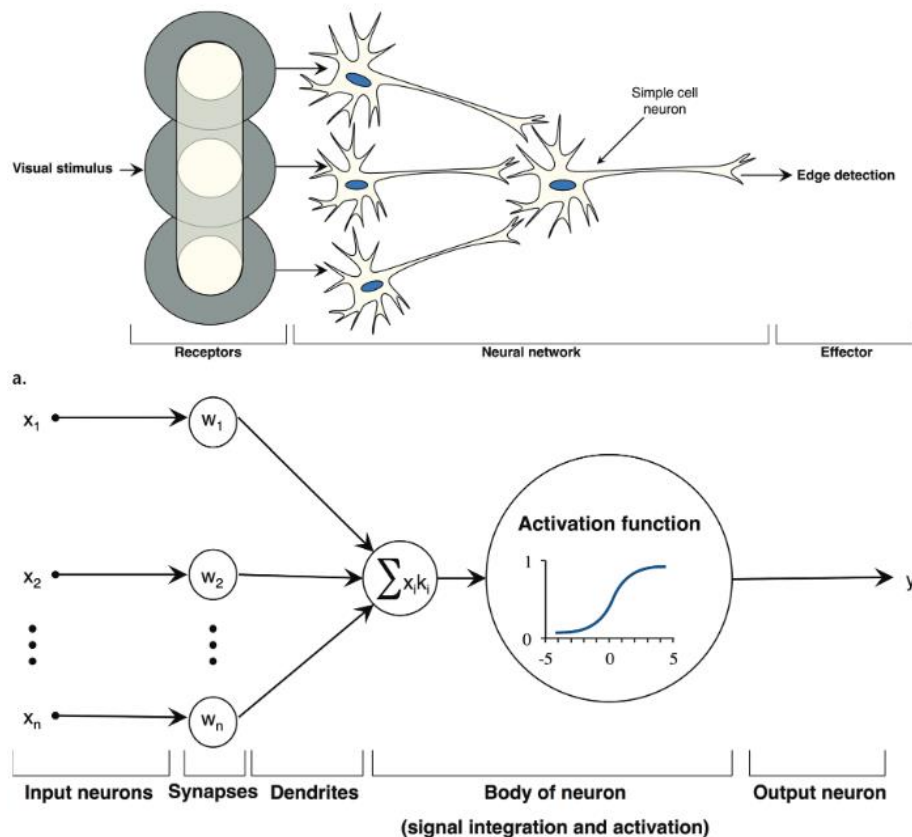 Simple cell
neuron
Visual stimulus
Edge detection
Receptors
Neural network
Effector
a.
x1
w1
Activation function
1
x2
w2
∑ xiki
y
0
-5
0
5
xn
wn
Input neurons
Synapses
Dendrites
Body of neuron
Output neuron
(signal integration and activation)